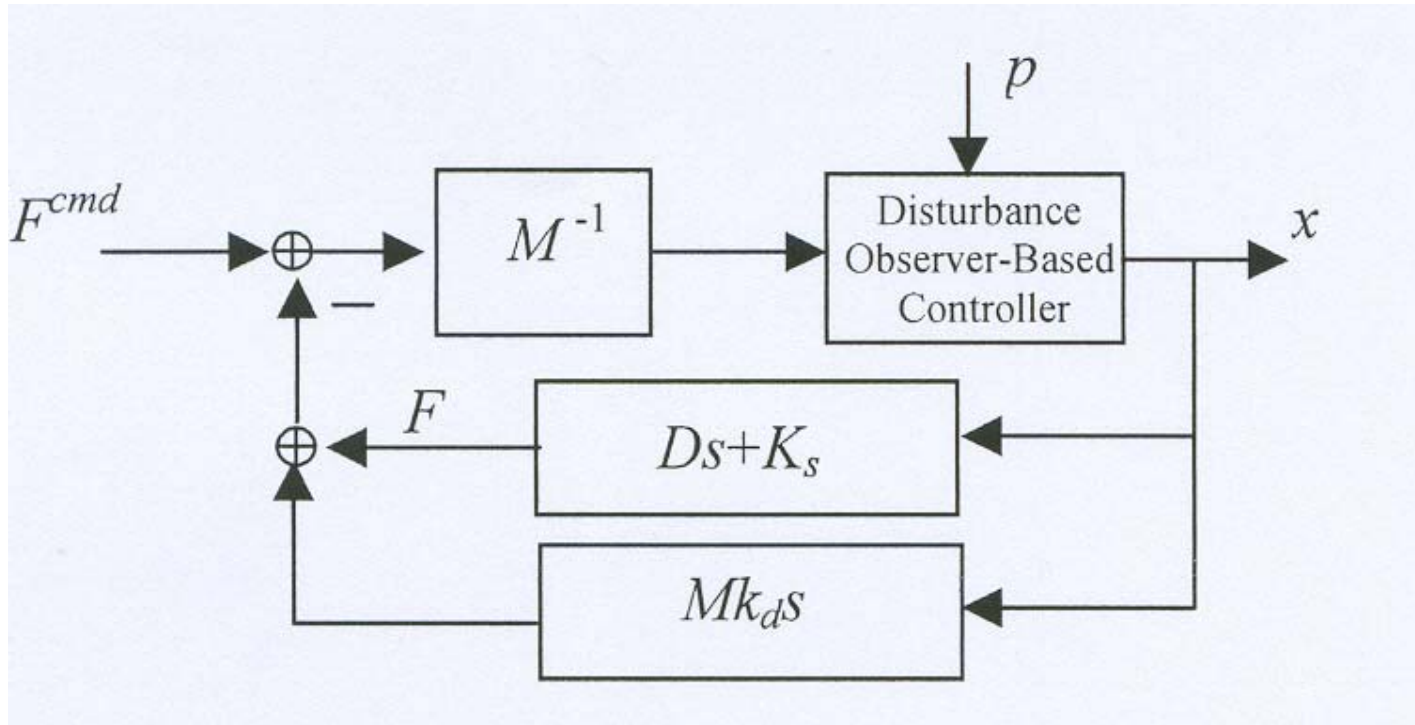 p
F^cmd
M^-1
Disturbance
Observer-Based
Controller
x
−
F
Ds+K_s
Mk_ds